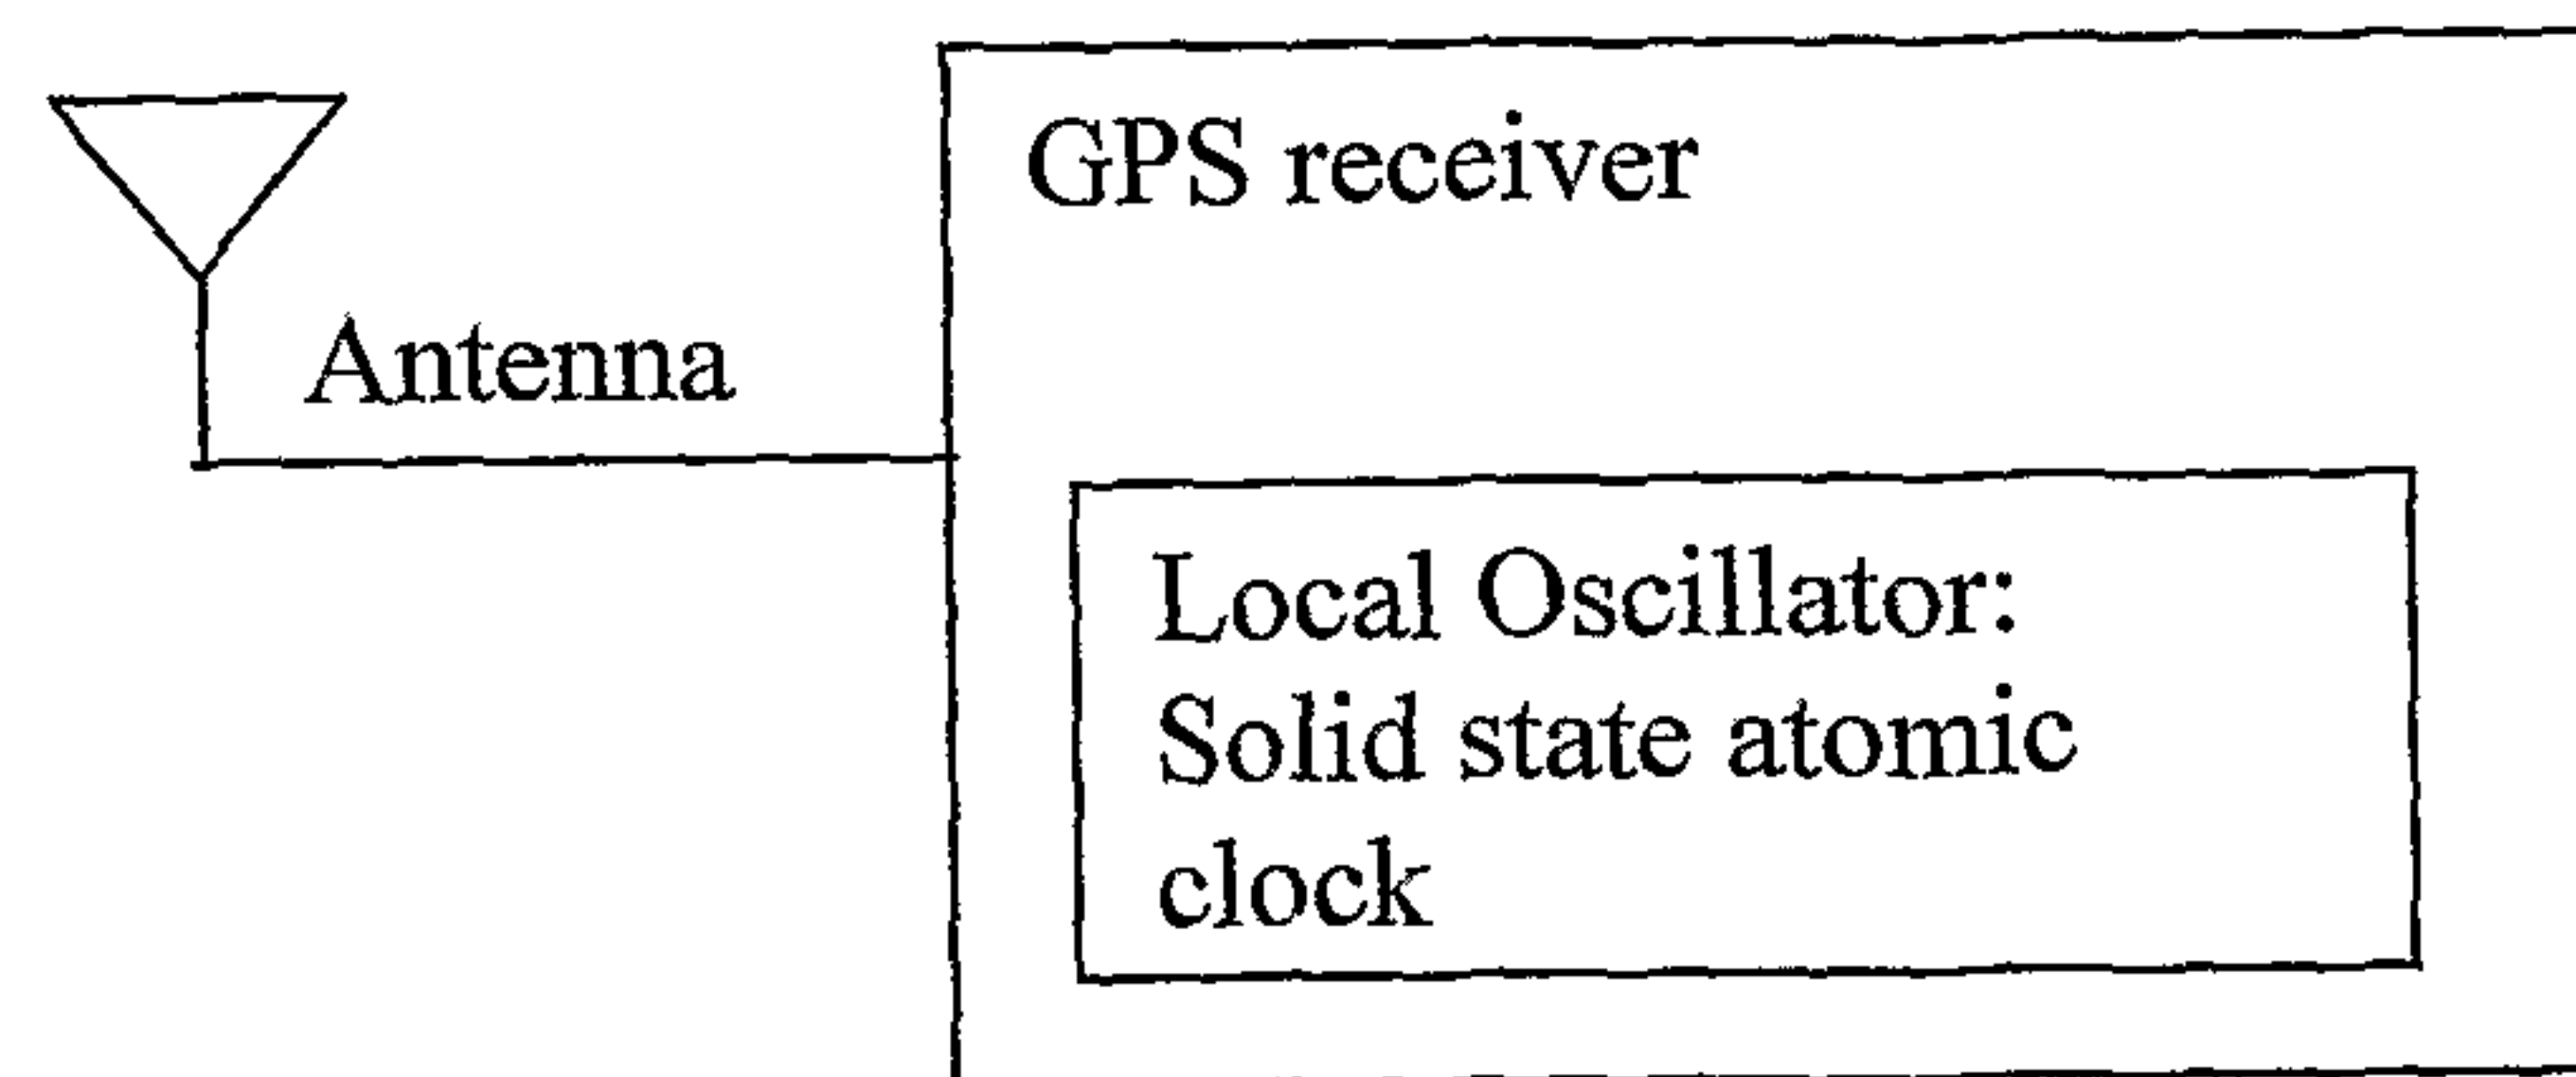 GPS receiver
Antenna
Local Oscillator:
Solid state atomic
clock